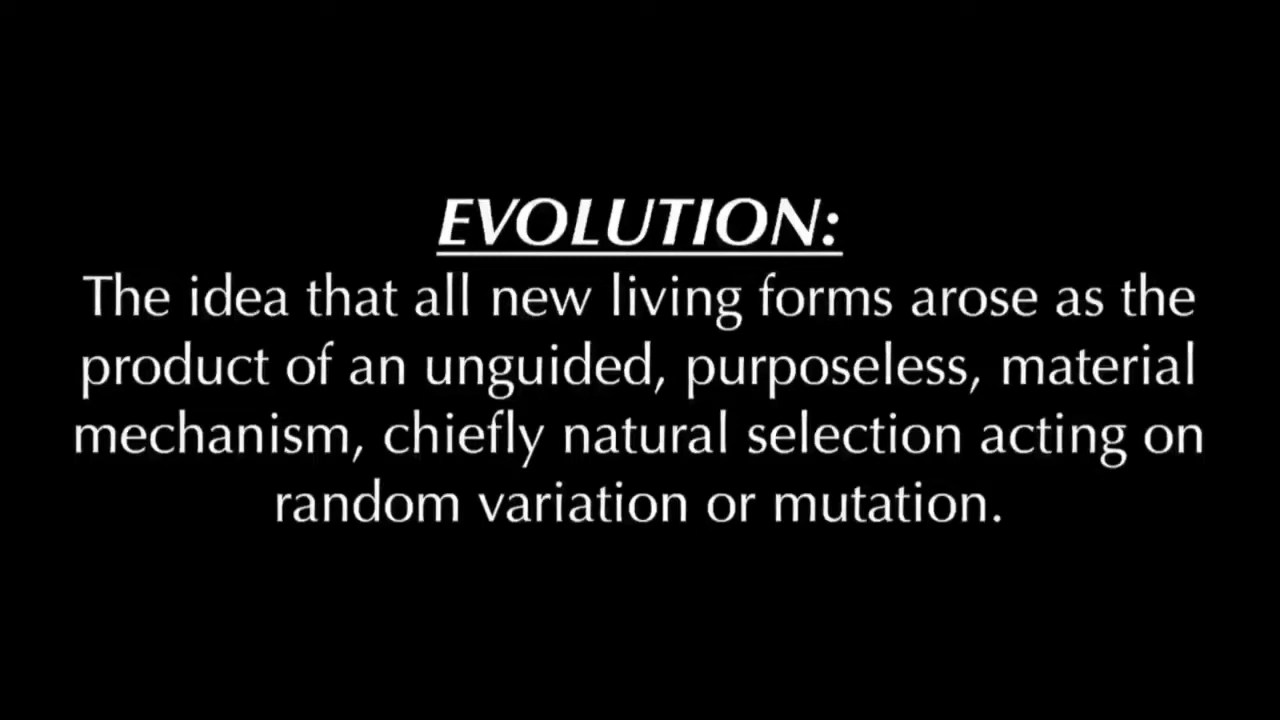 EVOLUTION:
The idea that all new living forms arose as the
product of an unguided, purposeless, material
mechanism, chiefly natural selection acting on
random variation or mutation.